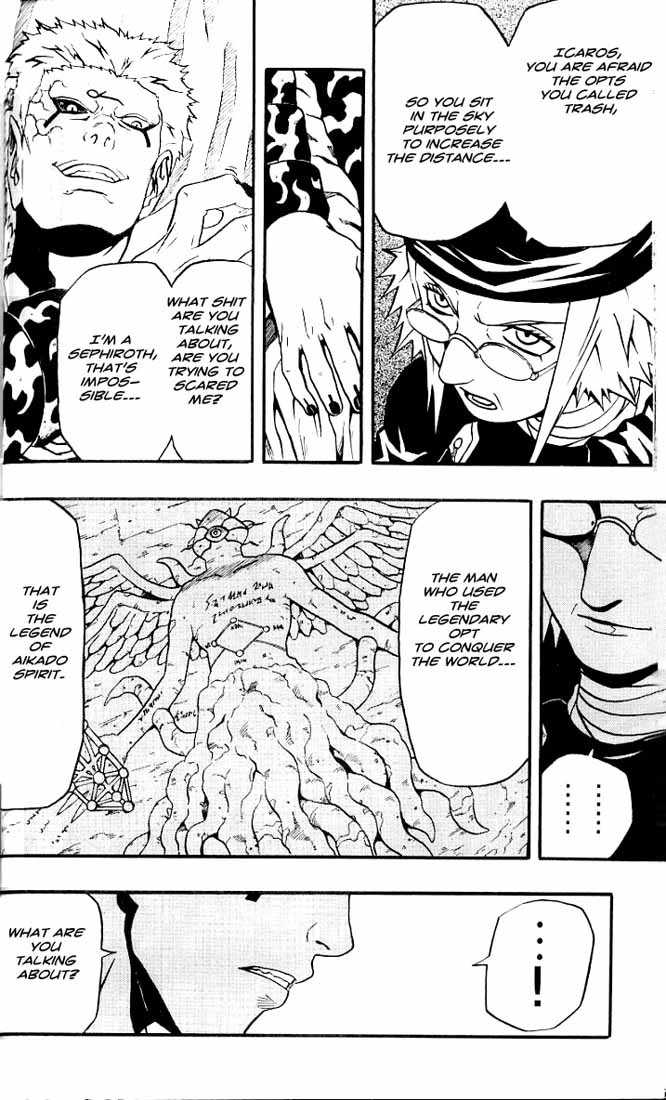 ICAROS,
YOU ARE AFRAID
THE OPTS
YOU CALLED
TRASH,
SO YOU SIT
IN THE SKY
PURPOSELY
TO INCREASE
THE DISTANCE---
WHAT SHIT
ARE YOU
TALKING
ABOUT,
ARE YOU
TRYING TO
SCARED
ME?
I'M A
SEPHIROTH,
THAT'S
IMPOS-
SIBLE---
......
......
THE MAN
WHO USED
THE
LEGENDARY
OPT
TO CONQUER
THE WORLD---
THAT
IS
THE
LEGEND
OF
AIKADO
SPIRIT.
...!
WHAT ARE
YOU
TALKING
ABOUT?